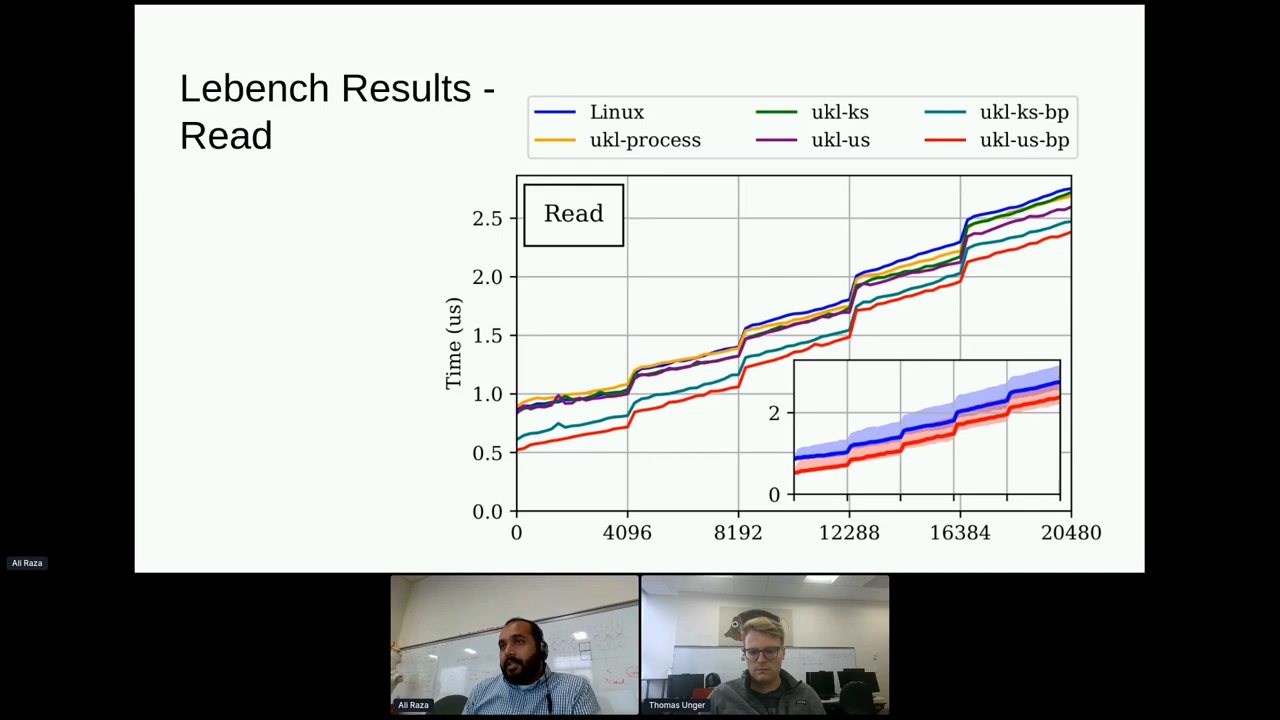 Lebench Results -
Read
Linux
ukl-process
ukl-ks
ukl-us
ukl-ks-bp
ukl-us-bp
Read
Time (us)
2.5
2.0
1.5
1.0
0.5
0.0
2
0
0
4096
8192
12288
16384
20480
Ali Raza
Ali Raza
Thomas Unger